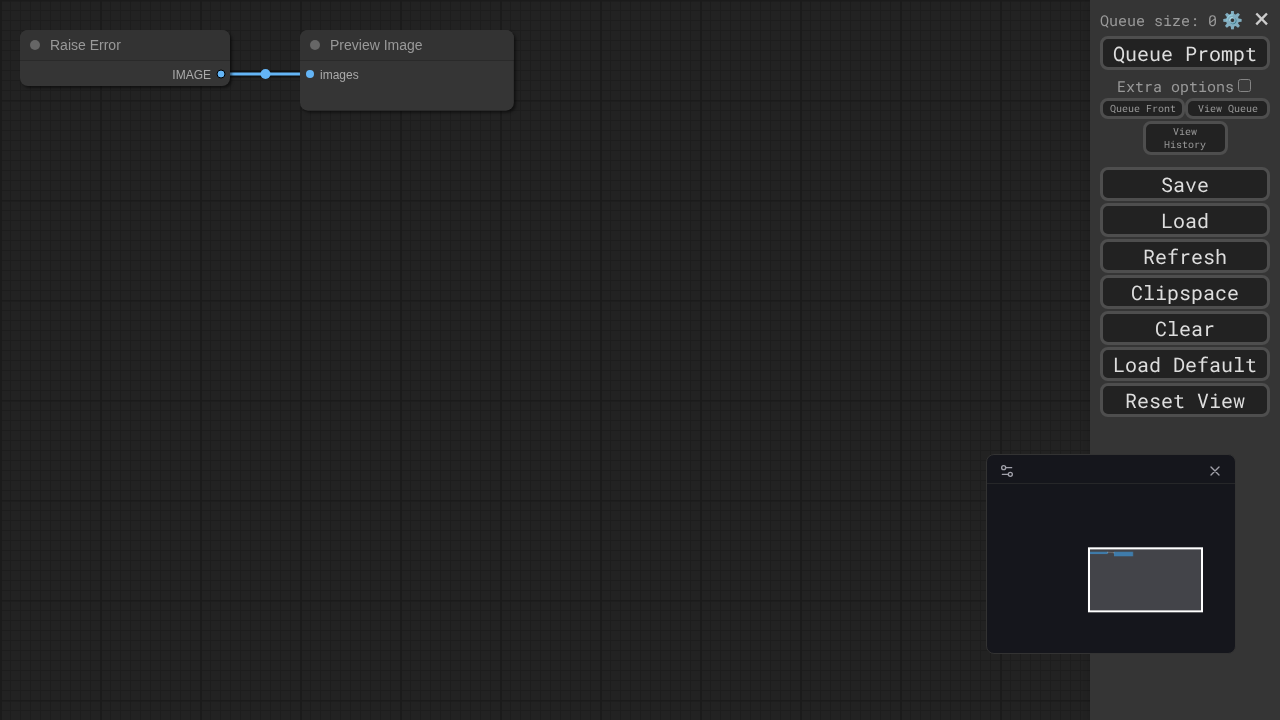 Raise Error
IMAGE
Preview Image
images
Queue size: 0
Queue Prompt
Extra options
Queue Front
View Queue
View
History
Save
Load
Refresh
Clipspace
Clear
Load Default
Reset View